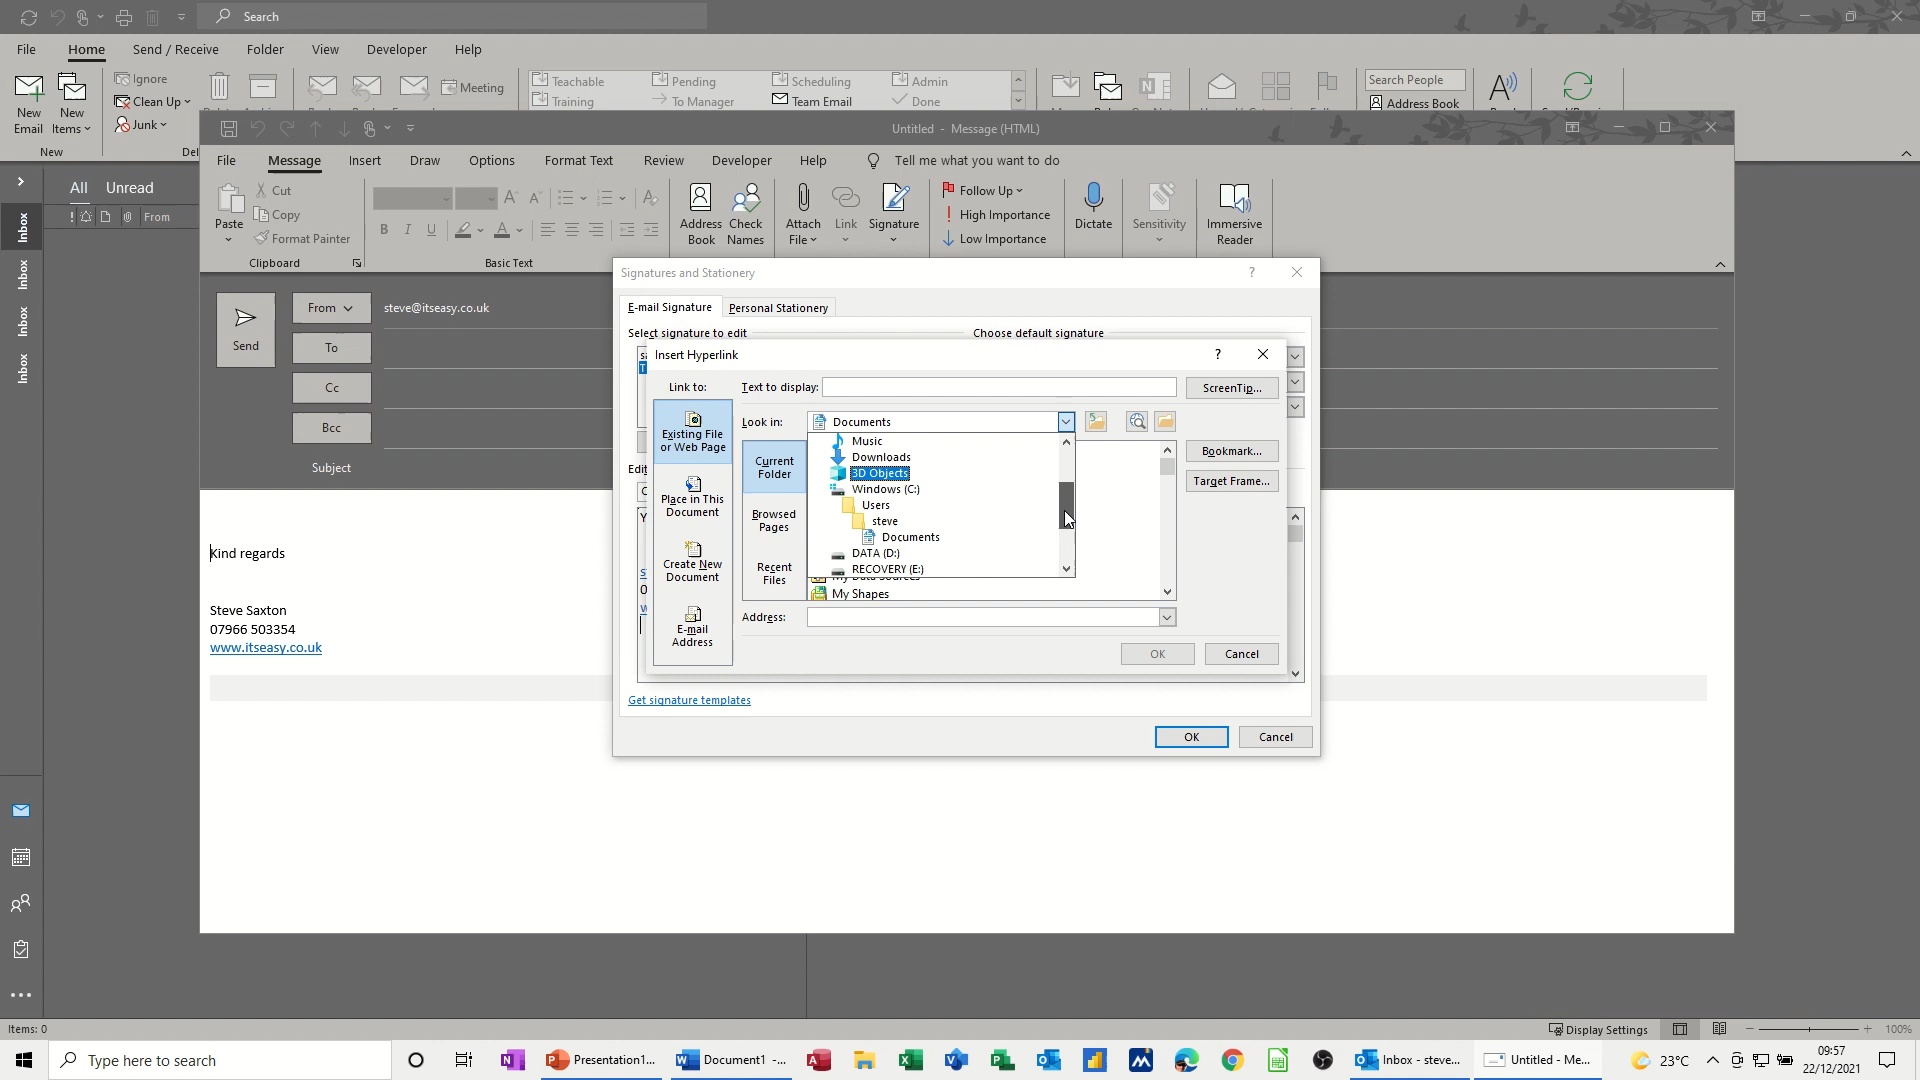 Search
File Home Send / Receive Folder View Developer Help
New Email
New Items
Ignore
Clean Up
Junk
Meeting
Teachable Pending Scheduling Admin
Training To Manager Team Email Done
Search People
Address Book
New
Untitled - Message (HTML)
File Message Insert Draw Options Format Text Review Developer Help Tell me what you want to do
All Unread
From
Paste
Cut
Copy
Format Painter
Clipboard
B I U
Basic Text
Address Book
Check Names
Attach File
Link
Signature
Follow Up
High Importance
Low Importance
Dictate
Sensitivity
Immersive Reader
Inbox
Inbox
Inbox
Inbox
Send
From
steve@itseasy.co.uk
To
Cc
Bcc
Subject
Kind regards
Steve Saxton
07966 503354
www.itseasy.co.uk
Signatures and Stationery
E-mail Signature Personal Stationery
Select signature to edit Choose default signature
Insert Hyperlink
Link to:
Text to display:
ScreenTip...
Existing File or Web Page
Place in This Document
Create New Document
E-mail Address
Look in: Documents
Current Folder
Browsed Pages
Recent Files
Music
Downloads
3D Objects
Windows (C:)
Users
steve
Documents
DATA (D:)
RECOVERY (E:)
My Shapes
Bookmark...
Target Frame...
Address:
OK Cancel
Get signature templates
OK Cancel
Items: 0
Display Settings
100%
Type here to search
Presentation1...
Document1 -...
Inbox - steve...
Untitled - Me...
23°C
09:57
22/12/2021